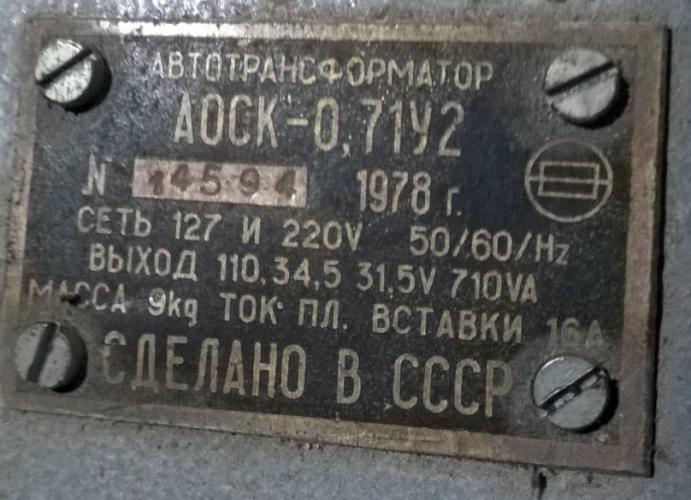 АВТОТРАНСФОРМАТОР
АОСК-0,71У2
N 14594 1978 г.
СЕТЬ 127 И 220V 50/60/Hz
ВЫХОД 110,34,5 31,5V 710VA
МАССА 9kg ТОК ПЛ. ВСТАВКИ 16А
СДЕЛАНО В СССР